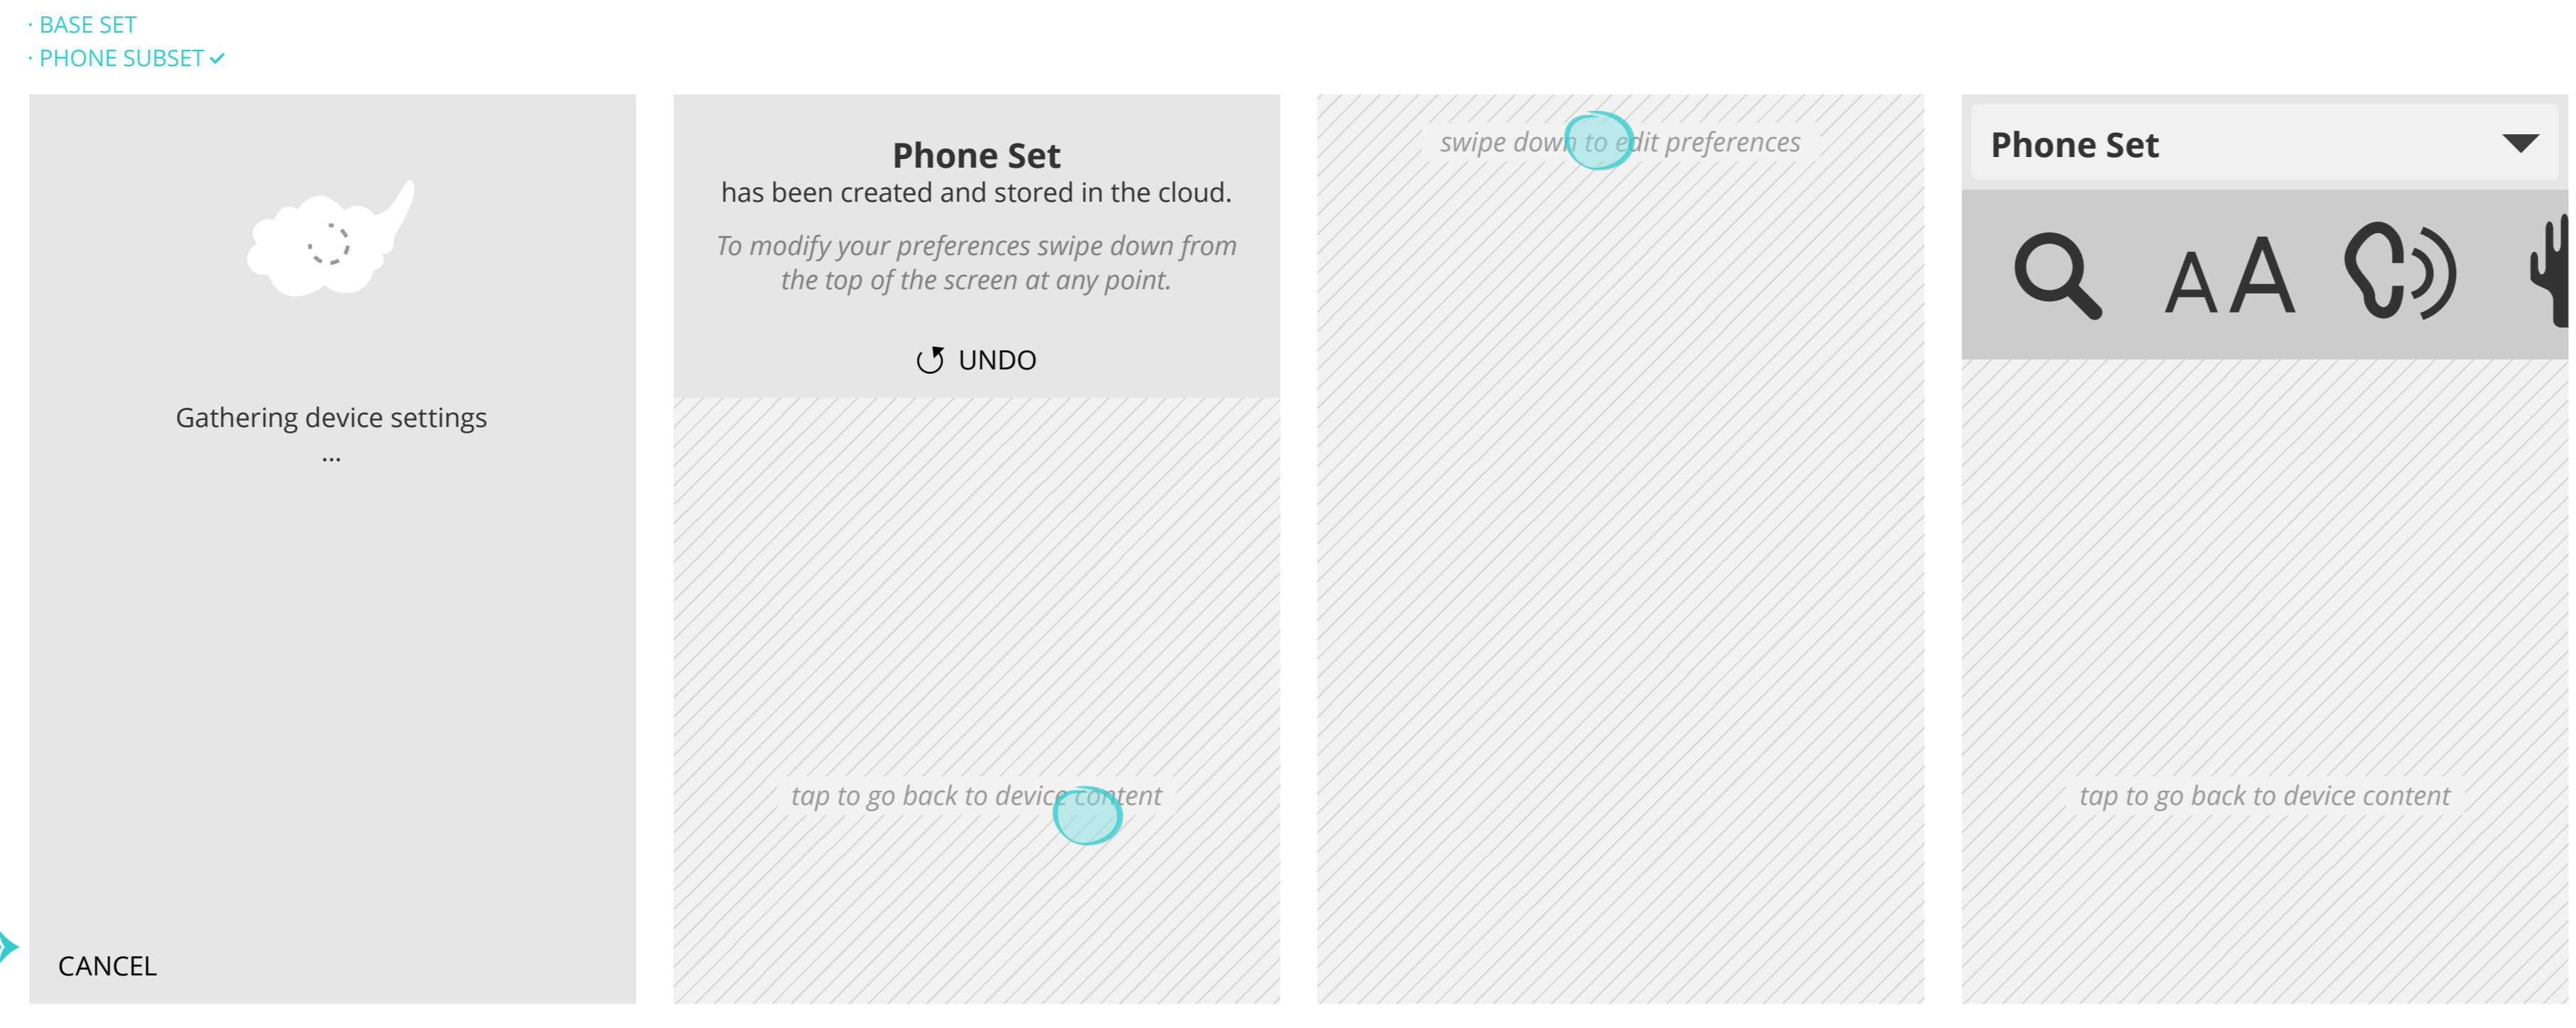 · BASE SET
· PHONE SUBSET
Gathering device settings
...
CANCEL
Phone Set
has been created and stored in the cloud.
To modify your preferences swipe down from
the top of the screen at any point.
UNDO
tap to go back to device content
swipe down to edit preferences
Phone Set
AA
tap to go back to device content